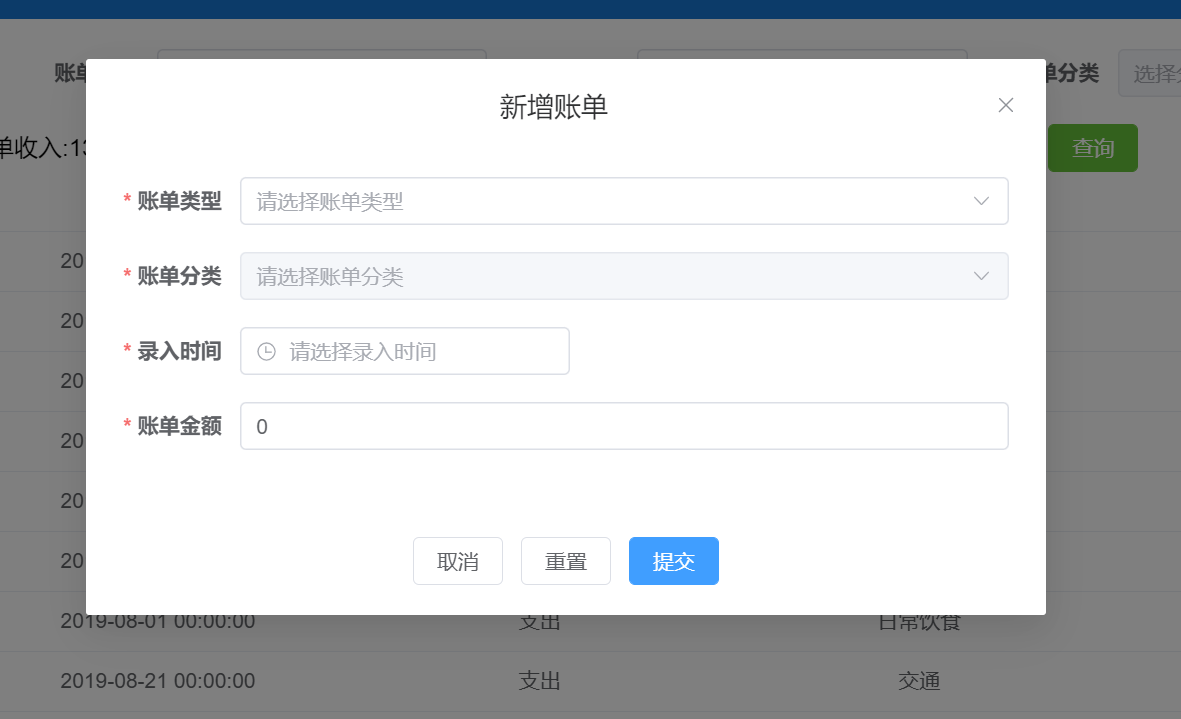 账单
单分类
选择
新增账单
单收入:13
查询
* 账单类型
请选择账单类型
* 账单分类
请选择账单分类
20
* 录入时间
请选择录入时间
20
20
* 账单金额
0
20
20
20
取消
重置
提交
2019-08-01 00:00:00
支出
日常饮食
2019-08-21 00:00:00
支出
交通